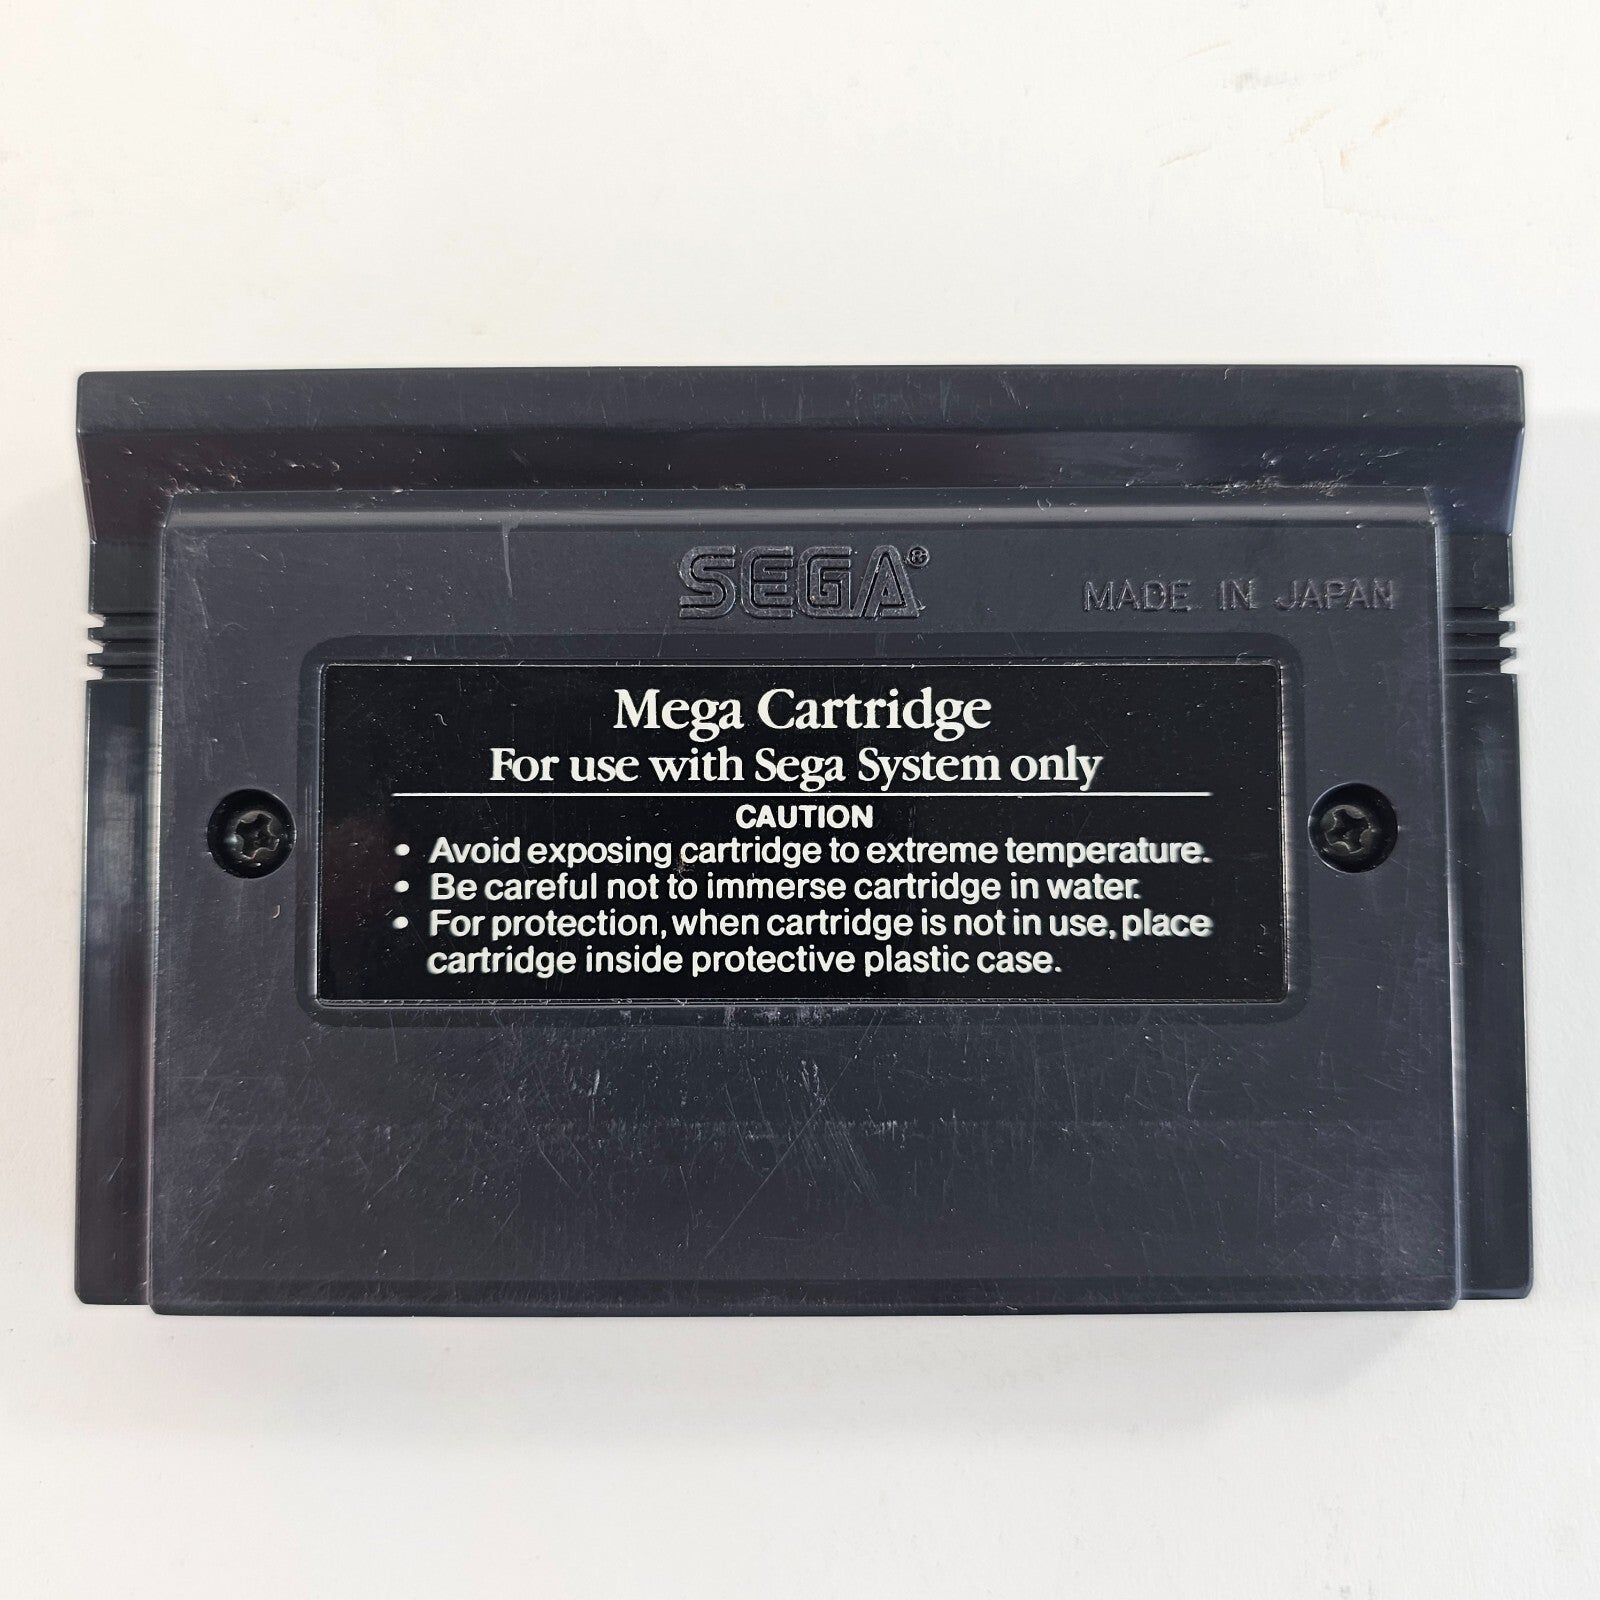 SEGA®
MADE IN JAPAN
Mega Cartridge
For use with Sega System only
CAUTION
• Avoid exposing cartridge to extreme temperature.
• Be careful not to immerse cartridge in water.
• For protection, when cartridge is not in use, place
cartridge inside protective plastic case.